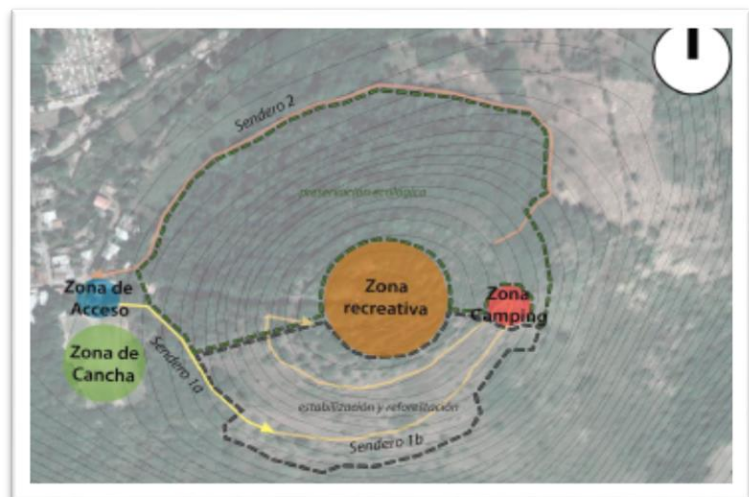 Sendero 2
preservación ecológica
Zona de
Acceso
Zona
recreativa
Zona
Camping
Zona de
Cancha
Sendero 1a
estabilización y reforestación
Sendero 1b